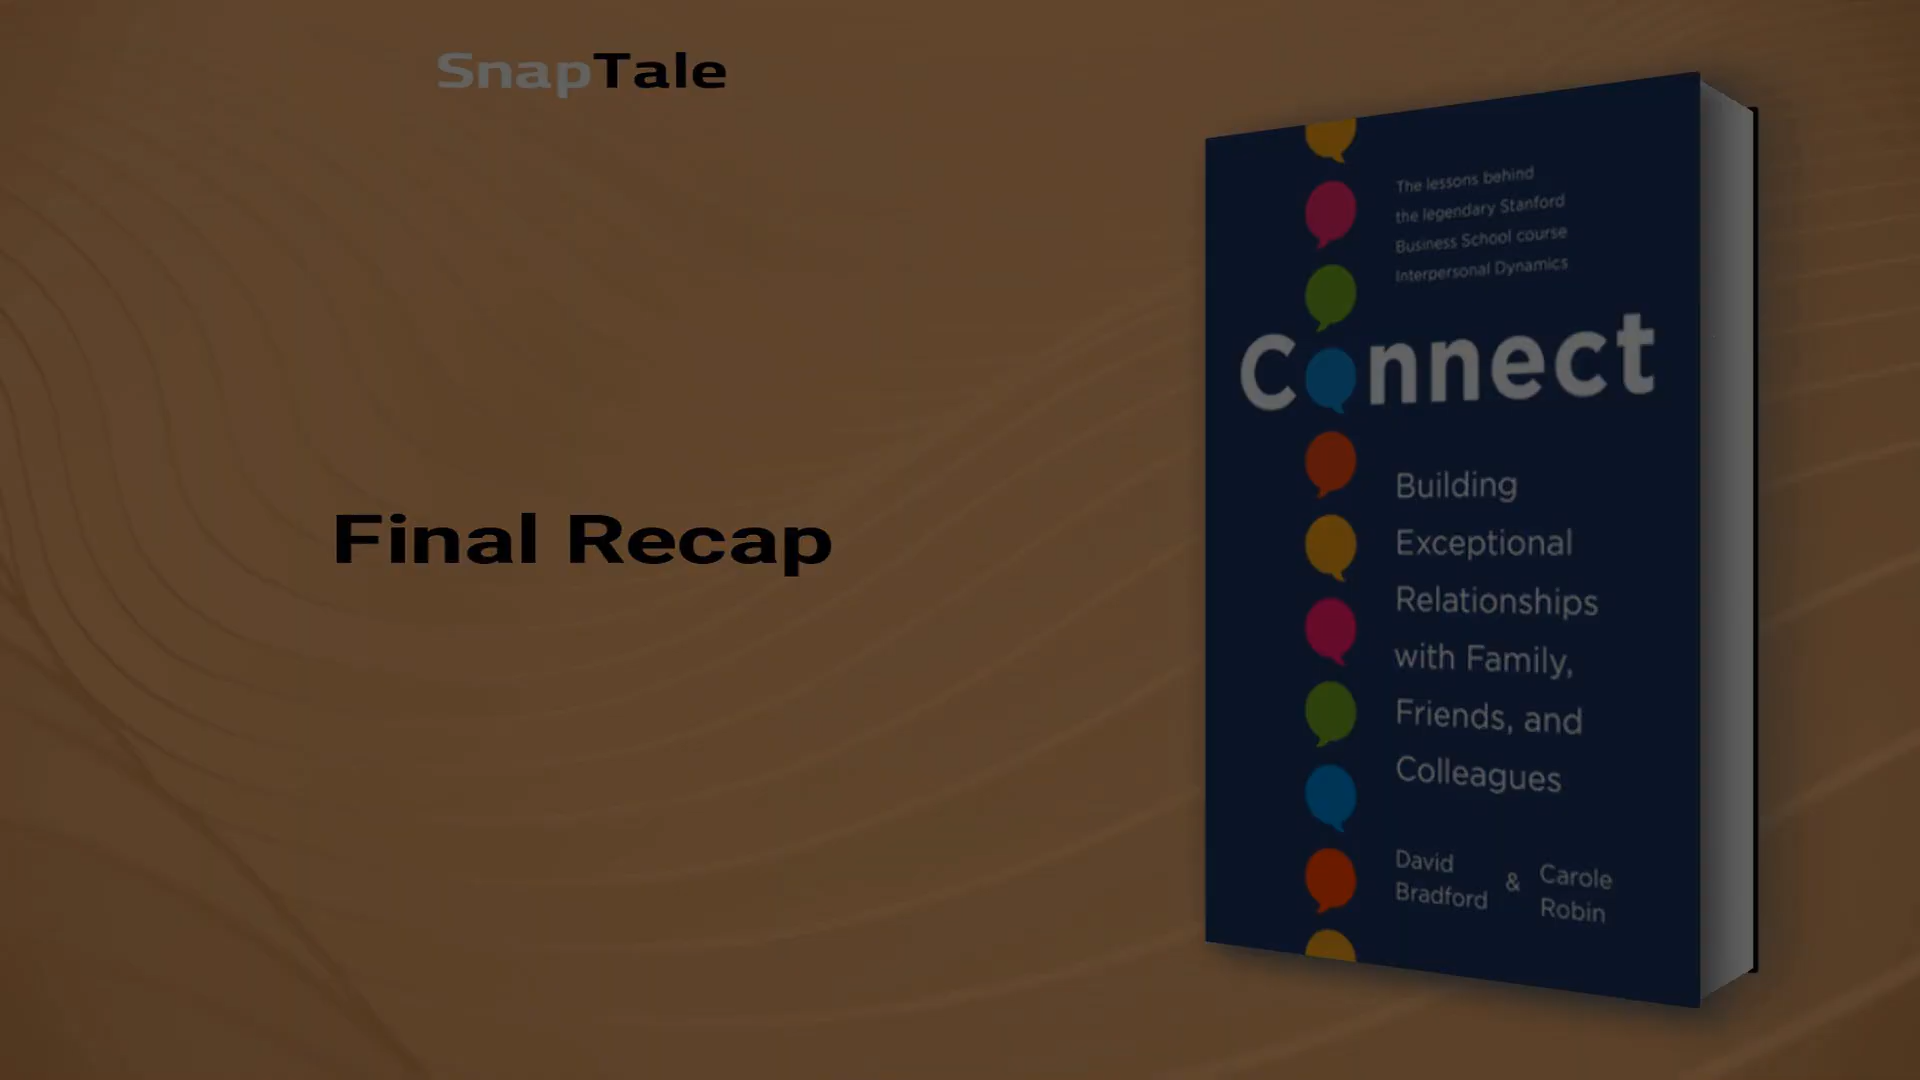 SnapTale
Final Recap
The lessons behind
the legendary Stanford
Business School course
Interpersonal Dynamics
Connect
Building
Exceptional
Relationships
with Family,
Friends, and
Colleagues
David
Bradford
&
Carole
Robin